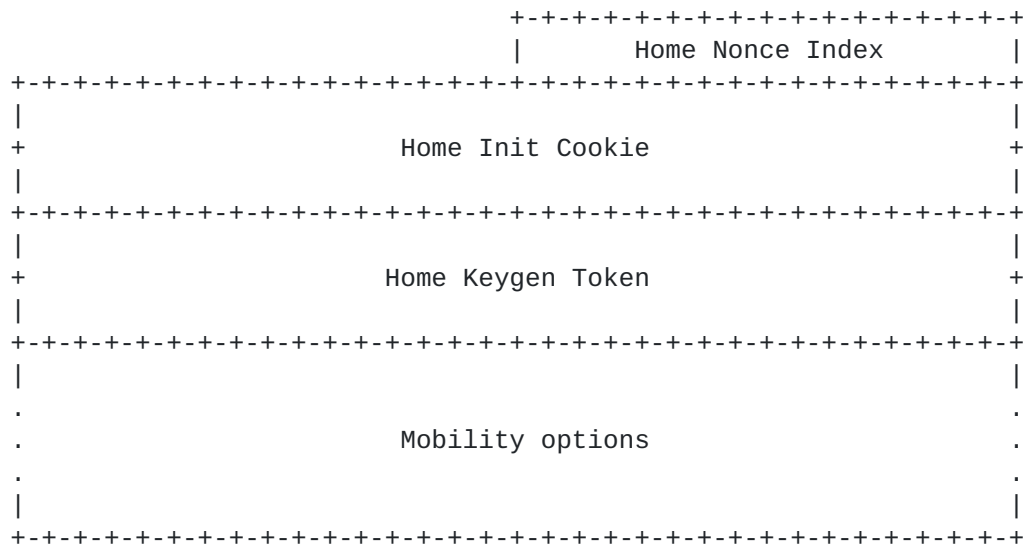 Home Nonce Index
Home Init Cookie
Home Keygen Token
Mobility options